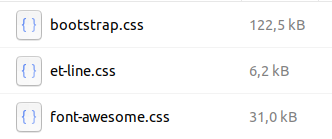 { } bootstrap.css 122,5 kB
{ } et-line.css 6,2 kB
{ } font-awesome.css 31,0 kB